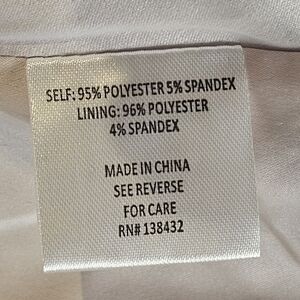 SELF: 95% POLYESTER 5% SPANDEX
LINING: 96% POLYESTER
4% SPANDEX
MADE IN CHINA
SEE REVERSE
FOR CARE
RN# 138432